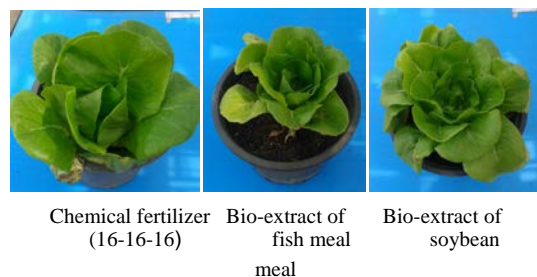 Chemical fertilizer Bio-extract of Bio-extract of
(16-16-16) fish meal soybean
meal